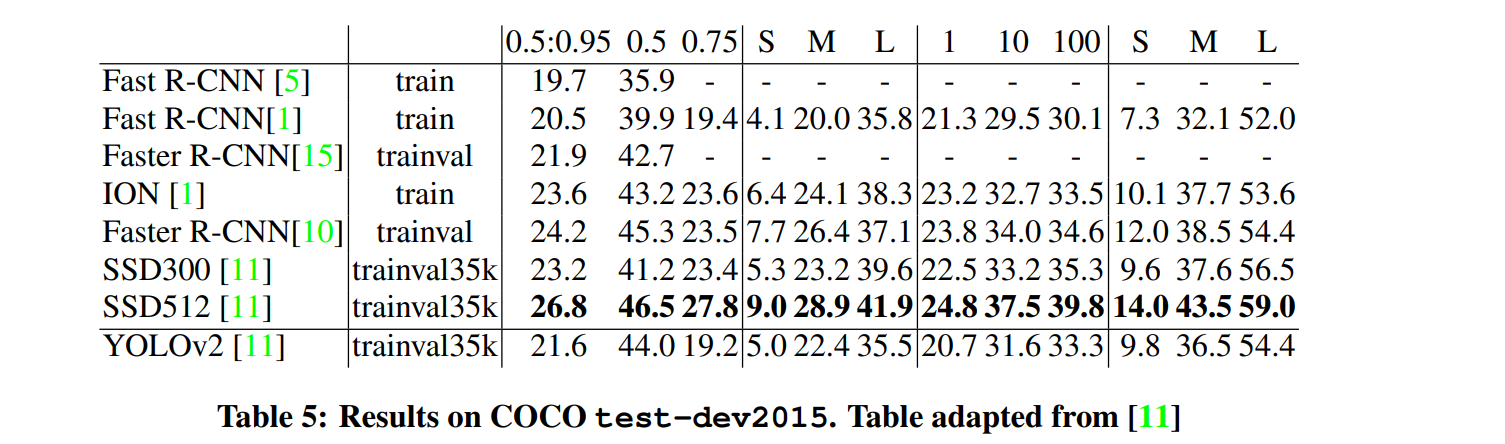 0.5:0.95 0.5 0.75 S M L 1 10 100 S M L
Fast R-CNN [5] train 19.7 35.9 - - - - - - - - - -
Fast R-CNN[1] train 20.5 39.9 19.4 4.1 20.0 35.8 21.3 29.5 30.1 7.3 32.1 52.0
Faster R-CNN[15] trainval 21.9 42.7 - - - - - - - - - -
ION [1] train 23.6 43.2 23.6 6.4 24.1 38.3 23.2 32.7 33.5 10.1 37.7 53.6
Faster R-CNN[10] trainval 24.2 45.3 23.5 7.7 26.4 37.1 23.8 34.0 34.6 12.0 38.5 54.4
SSD300 [11] trainval35k 23.2 41.2 23.4 5.3 23.2 39.6 22.5 33.2 35.3 9.6 37.6 56.5
SSD512 [11] trainval35k 26.8 46.5 27.8 9.0 28.9 41.9 24.8 37.5 39.8 14.0 43.5 59.0
YOLOv2 [11] trainval35k 21.6 44.0 19.2 5.0 22.4 35.5 20.7 31.6 33.3 9.8 36.5 54.4
Table 5: Results on COCO test-dev2015. Table adapted from [11]